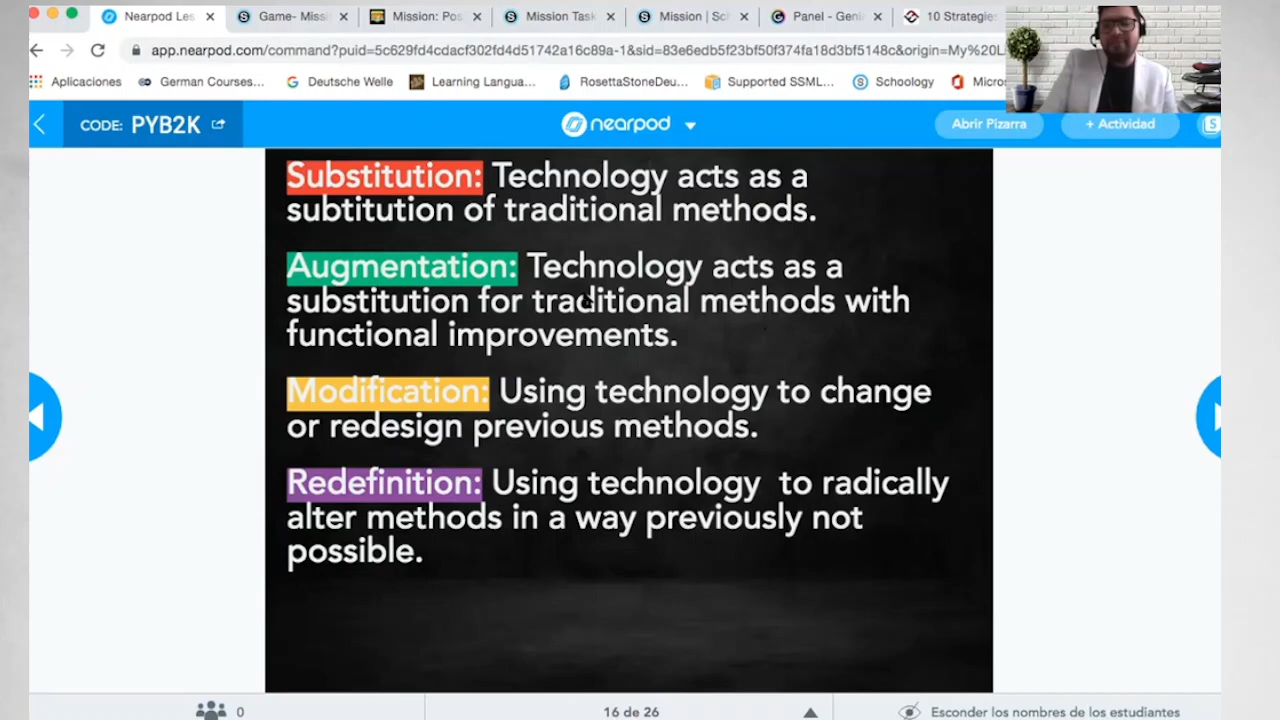 Nearpod Les
Game- Missi
Mission: Pos
Mission Task
Mission | Sch
Panel - Geni
10 Strategies
app.nearpod.com/command?puid=5c629fd4cdacf302fd4d51742a16c89a-1&sid=83e6edb5f23bf50f374fa18d3bf5148c&origin=My%20L
Aplicaciones
German Courses...
Deutsche Welle
Learning Langua...
RosettaStoneDeu...
Supported SSML...
Schoology
Micros
CODE: PYB2K
nearpod
Abrir Pizarra
+ Actividad
S
Substitution: Technology acts as a
subtitution of traditional methods.
Augmentation: Technology acts as a
substitution for traditional methods with
functional improvements.
Modification: Using technology to change
or redesign previous methods.
Redefinition: Using technology to radically
alter methods in a way previously not
possible.
0
16 de 26
Esconder los nombres de los estudiantes